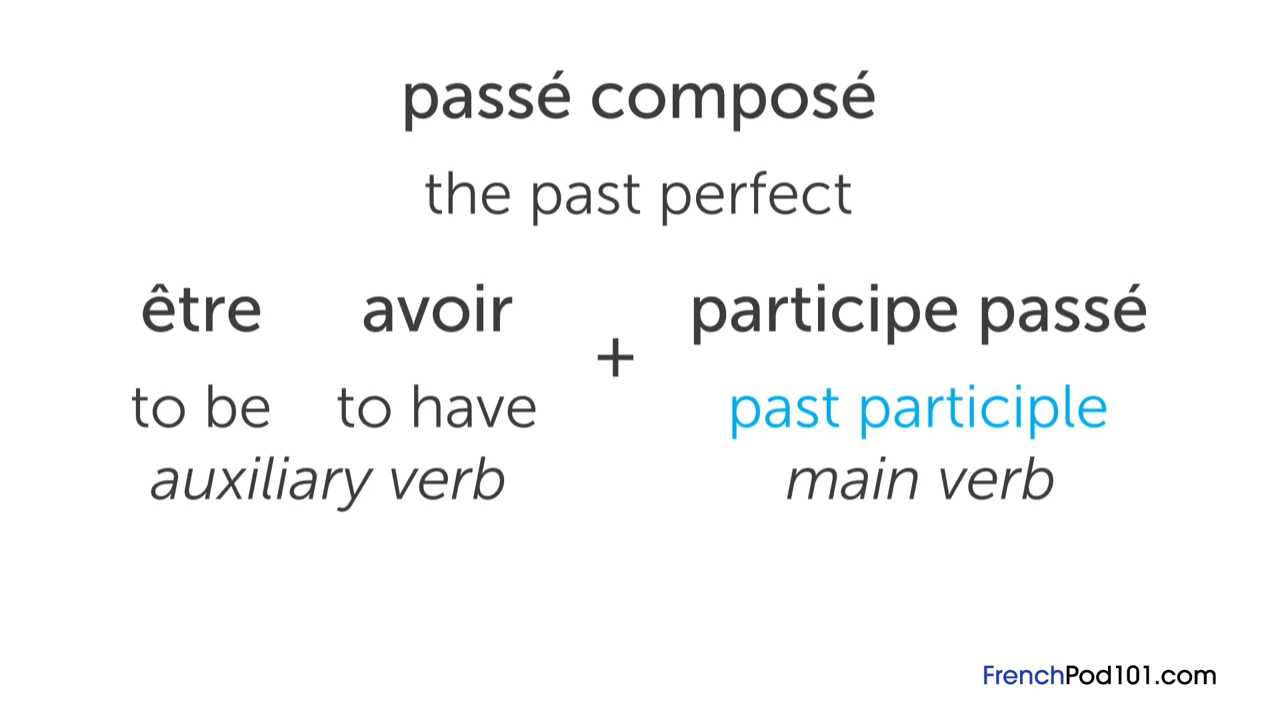 passé composé
the past perfect
être avoir + participe passé
to be to have past participle
auxiliary verb main verb
FrenchPod101.com